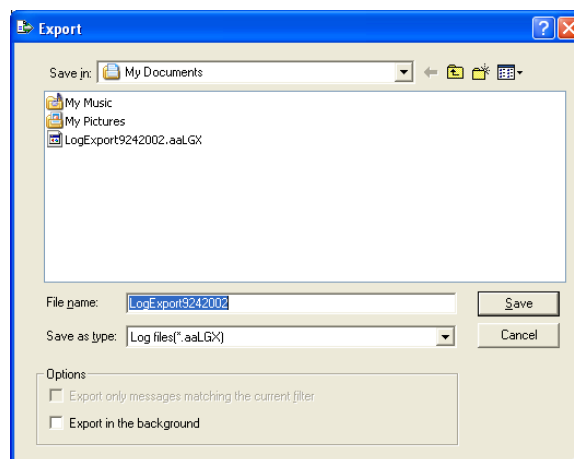 Export
Save in: My Documents
My Music
My Pictures
LogExport9242002.aaLGX
File name: LogExport9242002 Save
Save as type: Log files(*.aaLGX) Cancel
Options
Export only messages matching the current filter
Export in the background